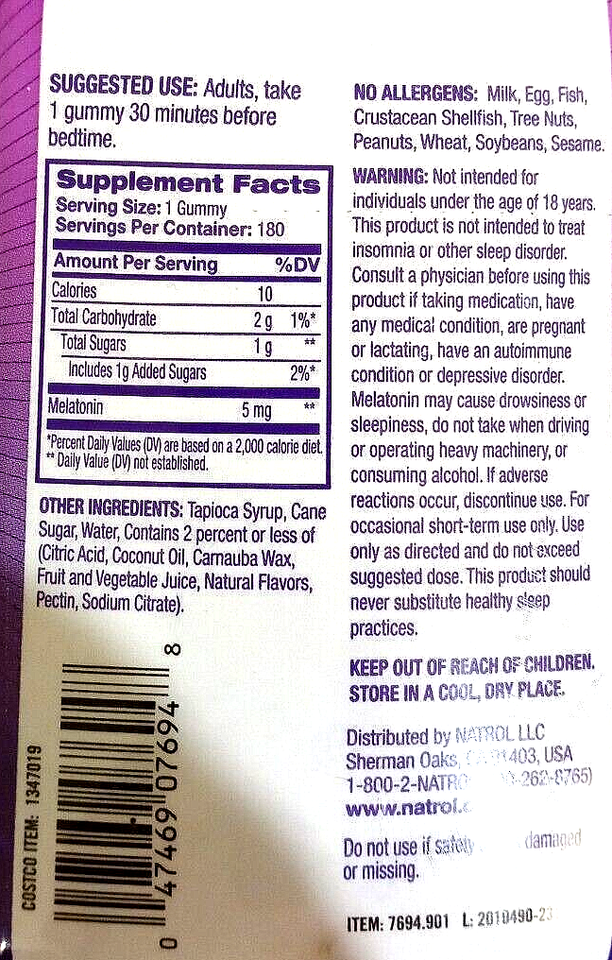 SUGGESTED USE: Adults, take
1 gummy 30 minutes before
bedtime.
Supplement Facts
Serving Size: 1 Gummy
Servings Per Container: 180
Amount Per Serving %DV
Calories 10
Total Carbohydrate 2 g 1%*
Total Sugars 1 g **
Includes 1g Added Sugars 2%*
Melatonin 5 mg **
*Percent Daily Values (DV) are based on a 2,000 calorie diet.
** Daily Value (DV) not established.
OTHER INGREDIENTS: Tapioca Syrup, Cane
Sugar, Water, Contains 2 percent or less of
(Citric Acid, Coconut Oil, Carnauba Wax,
Fruit and Vegetable Juice, Natural Flavors,
Pectin, Sodium Citrate).
COSTCO ITEM: 1347019
0 47469 07694 8
NO ALLERGENS: Milk, Egg, Fish,
Crustacean Shellfish, Tree Nuts,
Peanuts, Wheat, Soybeans, Sesame.
WARNING: Not intended for
individuals under the age of 18 years.
This product is not intended to treat
insomnia or other sleep disorder.
Consult a physician before using this
product if taking medication, have
any medical condition, are pregnant
or lactating, have an autoimmune
condition or depressive disorder.
Melatonin may cause drowsiness or
sleepiness, do not take when driving
or operating heavy machinery, or
consuming alcohol. If adverse
reactions occur, discontinue use. For
occasional short-term use only. Use
only as directed and do not exceed
suggested dose. This product should
never substitute healthy sleep
practices.
KEEP OUT OF REACH OF CHILDREN.
STORE IN A COOL, DRY PLACE.
Distributed by NATROL LLC
Sherman Oaks, 91403, USA
1-800-2-NATRO -262-8765)
www.natrol.
Do not use if safety damaged
or missing.
ITEM: 7694.901 L: 2010490-23